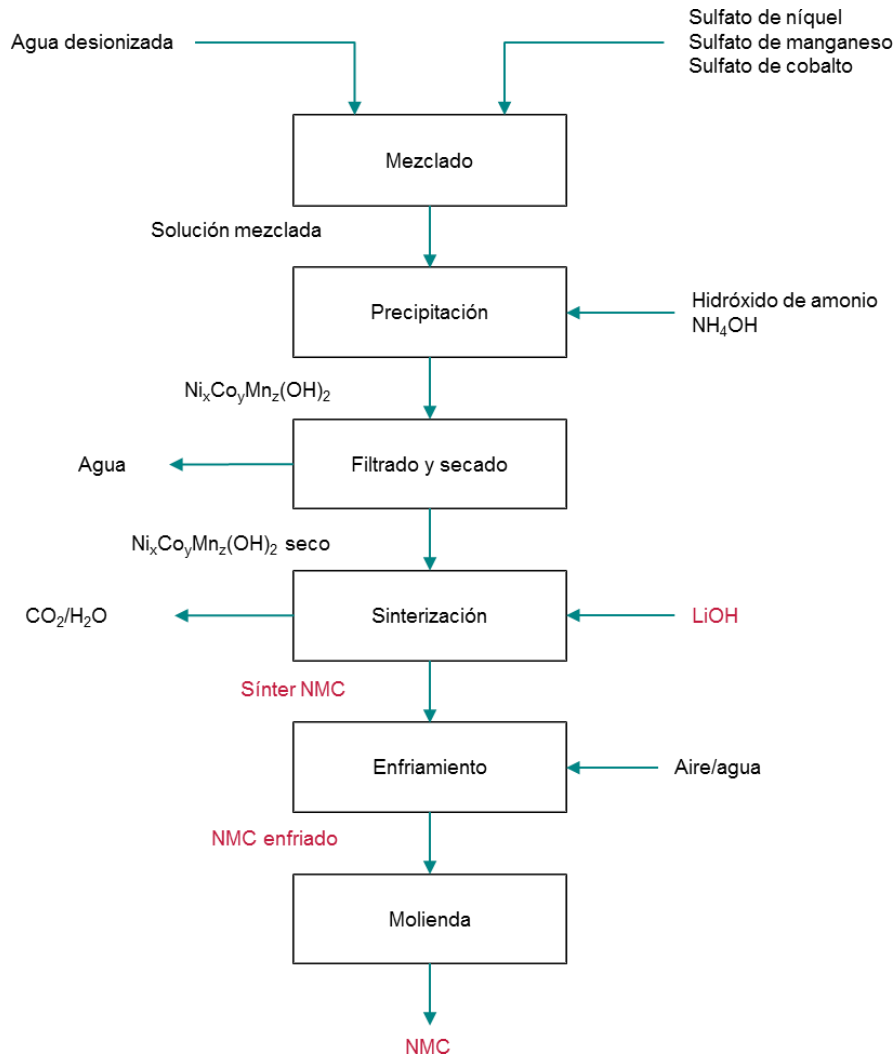 Agua desionizada
Sulfato de níquel
Sulfato de manganeso
Sulfato de cobalto
Mezclado
Solución mezclada
Precipitación
Hidróxido de amonio
NH₄OH
NiₓCoᵧMn_z(OH)₂
Agua
Filtrado y secado
NiₓCoᵧMn_z(OH)₂ seco
CO₂/H₂O
Sinterización
LiOH
Sínter NMC
Enfriamiento
Aire/agua
NMC enfriado
Molienda
NMC